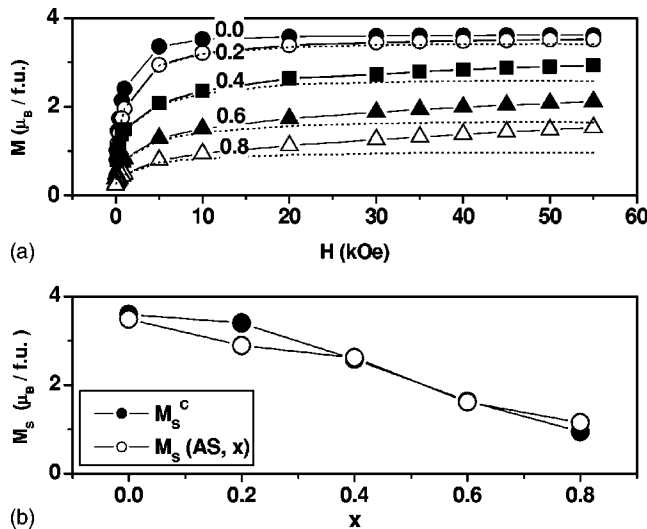 4
2
0
M (μB / f.u.)
0.0
0.2
0.4
0.6
0.8
0 10 20 30 40 50 60
(a)
H (kOe)
4
2
0
Ms (μB / f.u.)
Ms^c
Ms (AS, x)
0.0 0.2 0.4 0.6 0.8
(b)
x